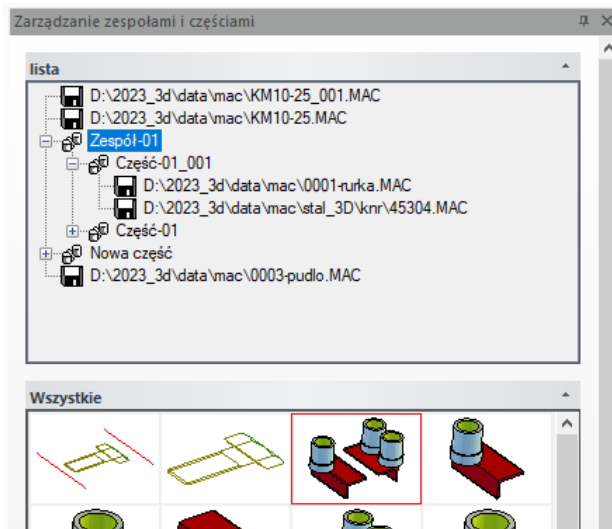 Zarządzanie zespołami i częściami
lista
D:\2023_3d\data\mac\KM10-25_001.MAC
D:\2023_3d\data\mac\KM10-25.MAC
Zespół-01
Część-01_001
D:\2023_3d\data\mac\0001-rurka.MAC
D:\2023_3d\data\mac\stal_3D\knr\45304.MAC
Część-01
Nowa część
D:\2023_3d\data\mac\0003-pudlo.MAC
Wszystkie